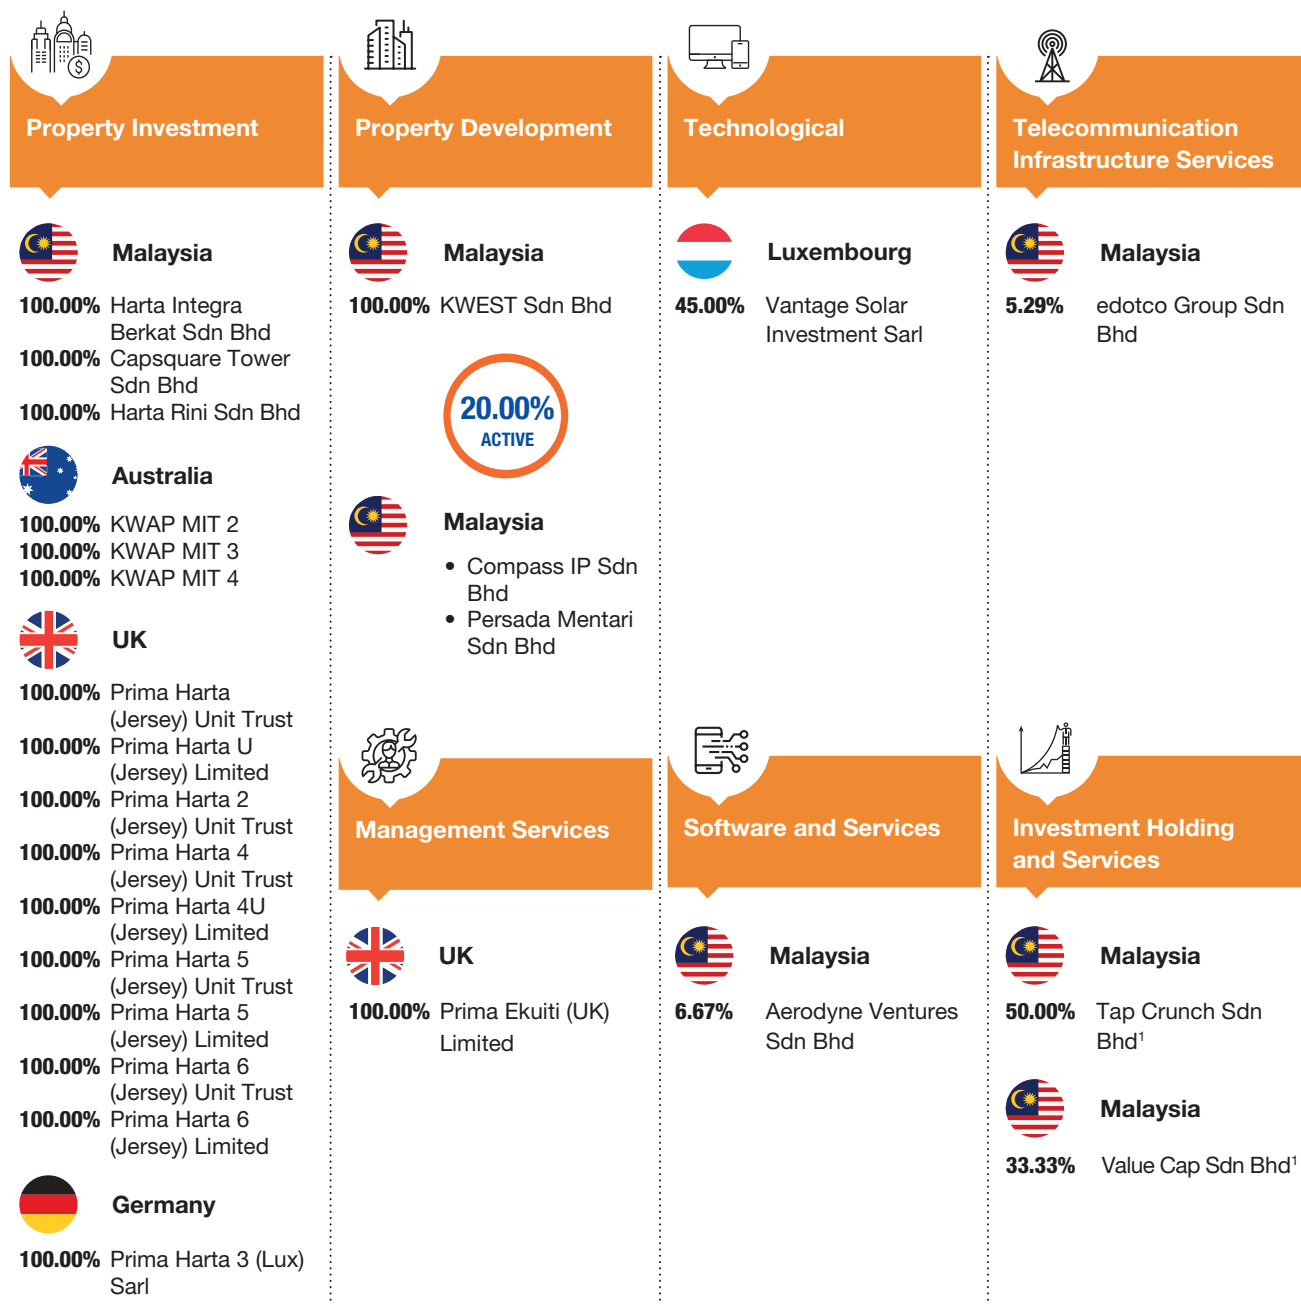 Property Investment
Malaysia
100.00% Harta Integra
Berkat Sdn Bhd
100.00% Capsquare Tower
Sdn Bhd
100.00% Harta Rini Sdn Bhd
Australia
100.00% KWAP MIT 2
100.00% KWAP MIT 3
100.00% KWAP MIT 4
UK
100.00% Prima Harta
(Jersey) Unit Trust
100.00% Prima Harta U
(Jersey) Limited
100.00% Prima Harta 2
(Jersey) Unit Trust
100.00% Prima Harta 4
(Jersey) Unit Trust
100.00% Prima Harta 4U
(Jersey) Limited
100.00% Prima Harta 5
(Jersey) Unit Trust
100.00% Prima Harta 5
(Jersey) Limited
100.00% Prima Harta 6
(Jersey) Unit Trust
100.00% Prima Harta 6
(Jersey) Limited
Germany
100.00% Prima Harta 3 (Lux)
Sarl
Property Development
Malaysia
100.00% KWEST Sdn Bhd
20.00%
ACTIVE
Malaysia
• Compass IP Sdn
Bhd
• Persada Mentari
Sdn Bhd
Management Services
UK
100.00% Prima Ekuiti (UK)
Limited
Technological
Luxembourg
45.00% Vantage Solar
Investment Sarl
Software and Services
Malaysia
6.67% Aerodyne Ventures
Sdn Bhd
Telecommunication
Infrastructure Services
Malaysia
5.29% edotco Group Sdn
Bhd
Investment Holding
and Services
Malaysia
50.00% Tap Crunch Sdn
Bhd¹
Malaysia
33.33% Value Cap Sdn Bhd¹